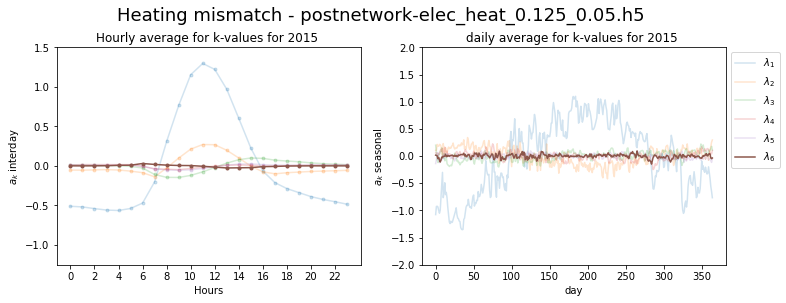 Heating mismatch - postnetwork-elec_heat_0.125_0.05.h5
Hourly average for k-values for 2015
1.5
1.0
0.5
0.0
−0.5
−1.0
a_k interday
0 2 4 6 8 10 12 14 16 18 20 22
Hours
daily average for k-values for 2015
2.0
1.5
1.0
0.5
0.0
−0.5
−1.0
−1.5
−2.0
a_k seasonal
0 50 100 150 200 250 300 350
day
λ₁
λ₂
λ₃
λ₄
λ₅
λ₆